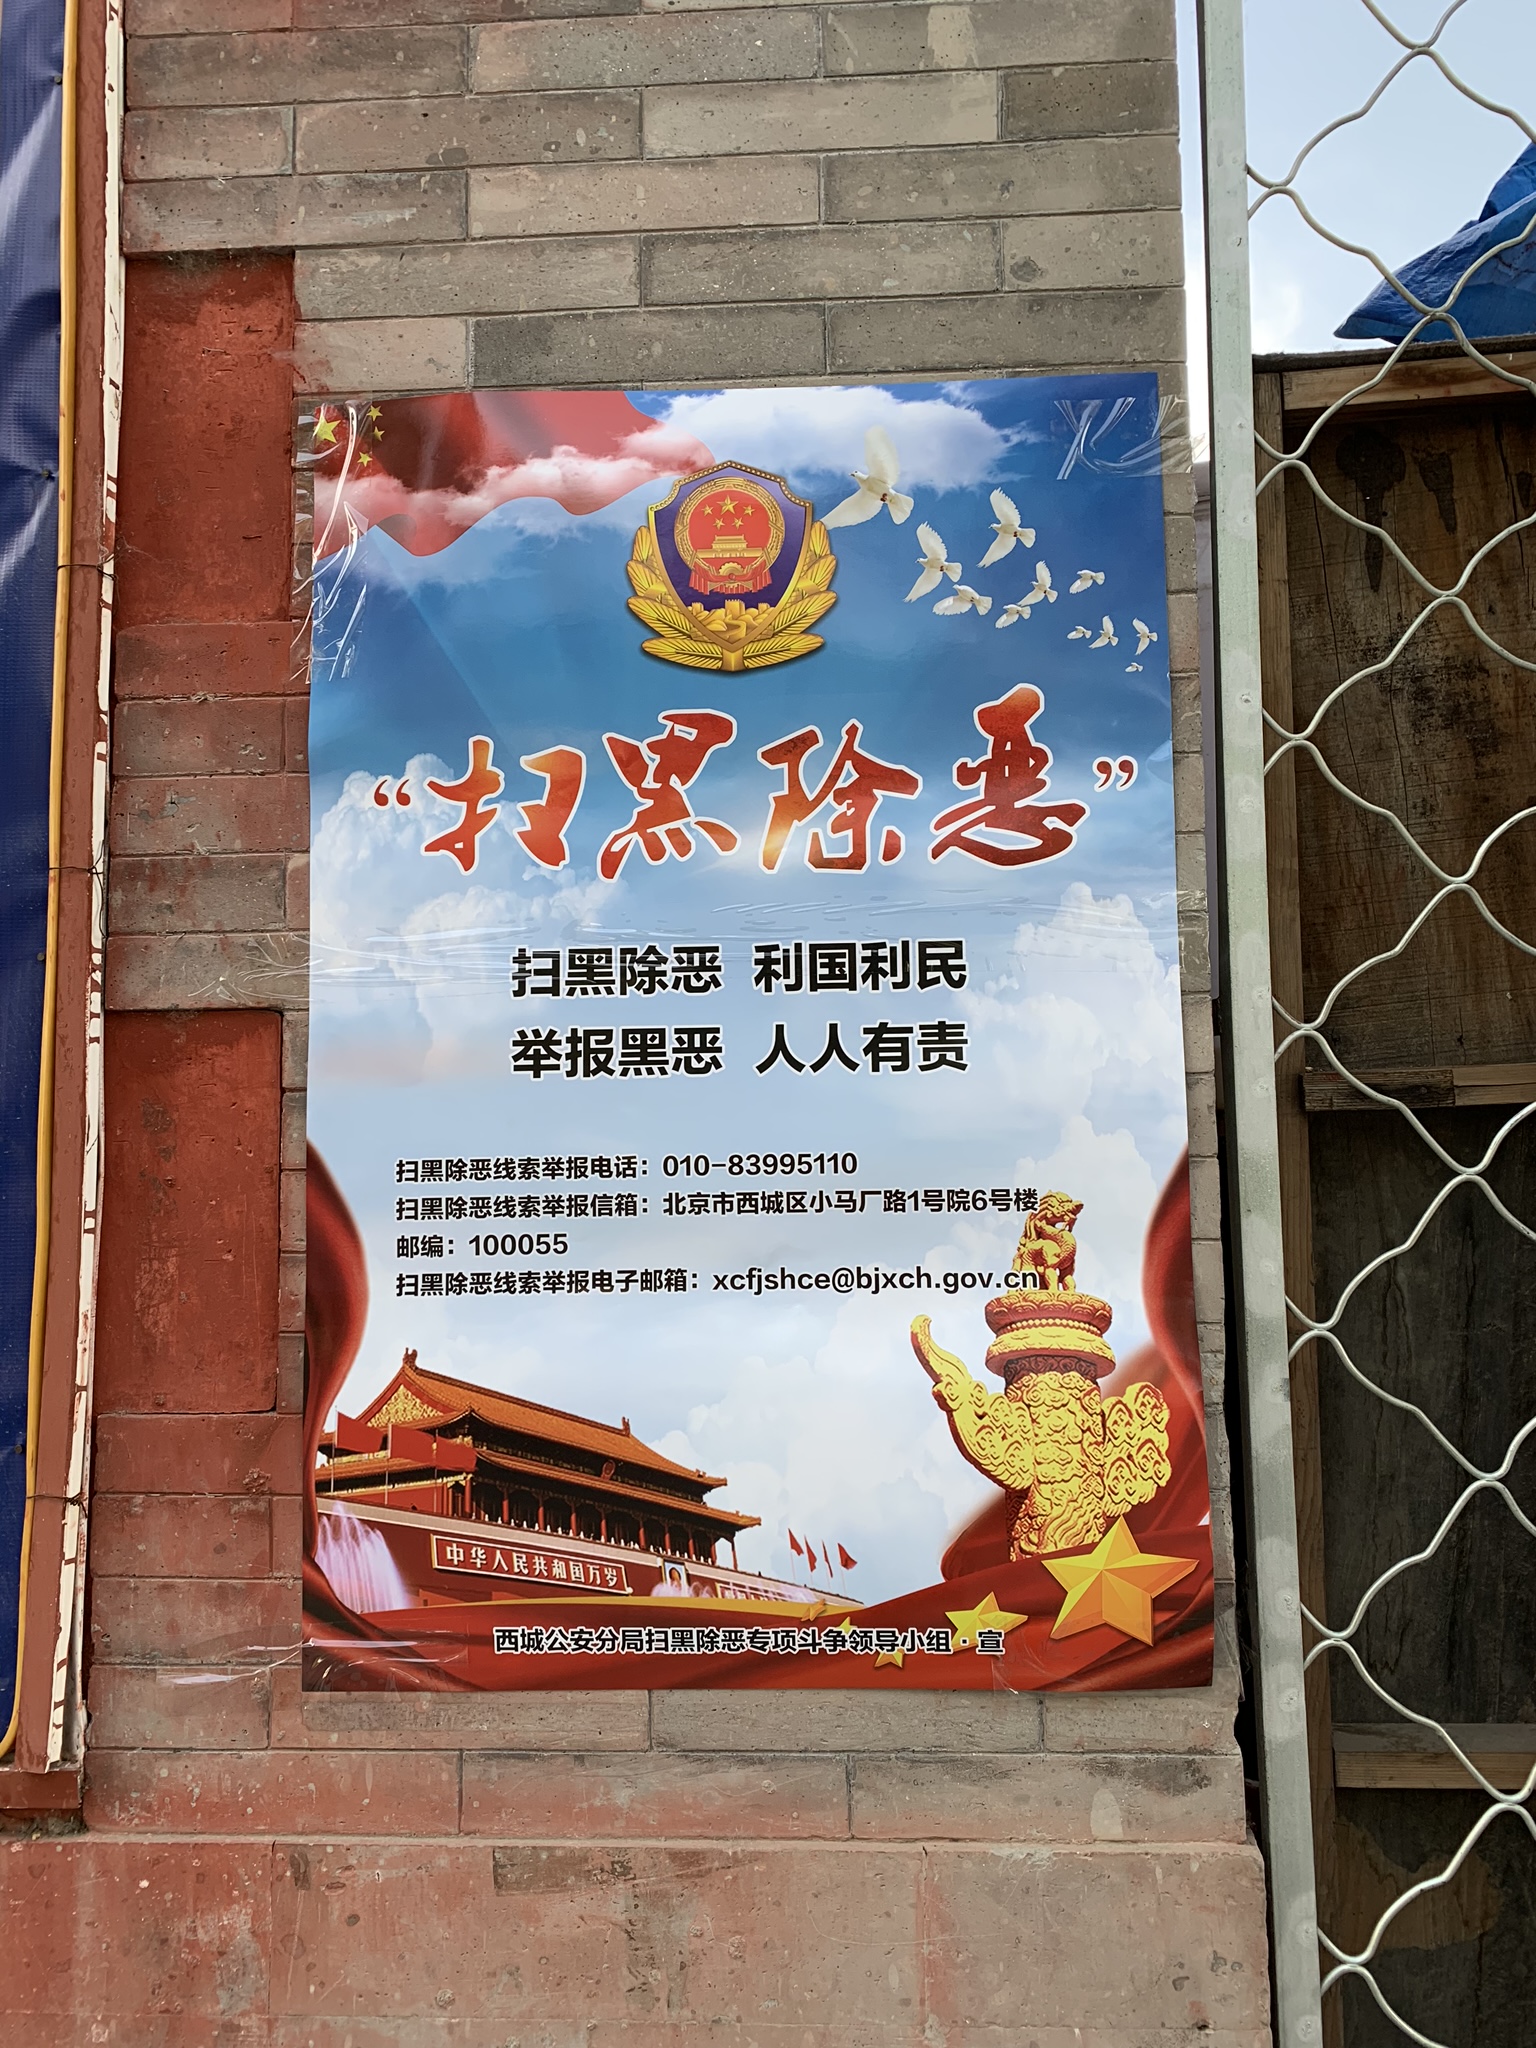 “扫黑除恶”
扫黑除恶 利国利民
举报黑恶 人人有责
扫黑除恶线索举报电话：010-83995110
扫黑除恶线索举报信箱：北京市西城区小马厂路1号院6号楼
邮编：100055
扫黑除恶线索举报电子邮箱：xcfjshce@bjxch.gov.cn
中华人民共和国万岁
西城公安分局扫黑除恶专项斗争领导小组·宣